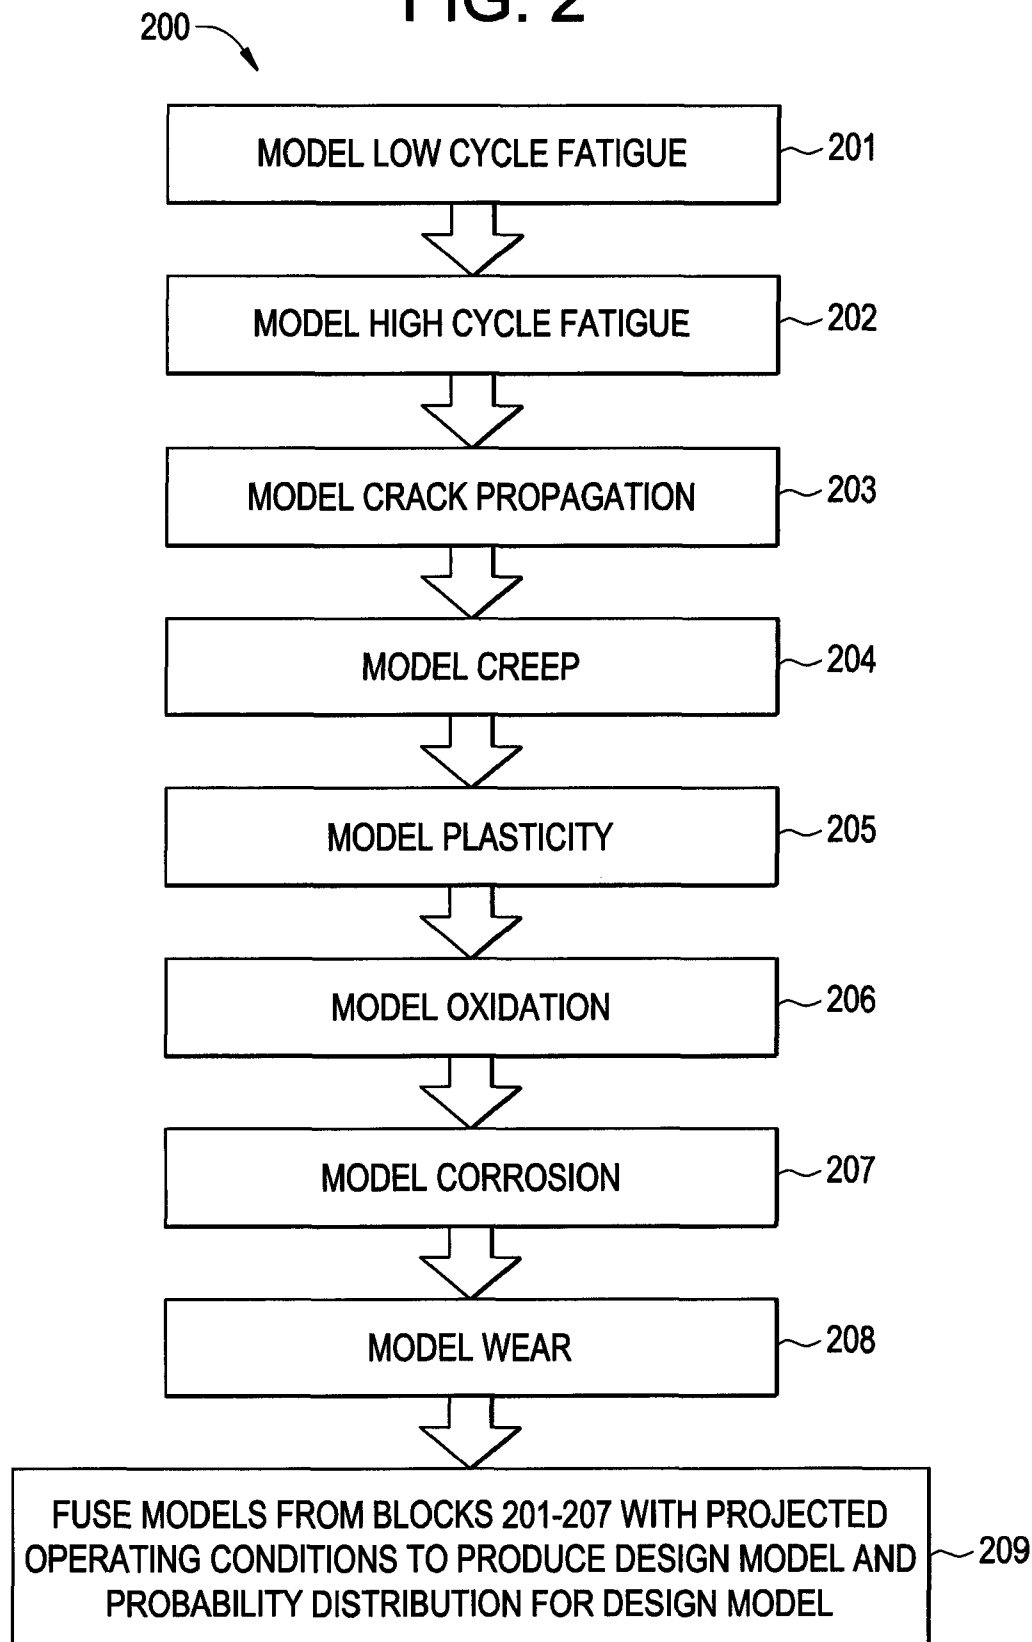 FIG. 2
200
MODEL LOW CYCLE FATIGUE
201
MODEL HIGH CYCLE FATIGUE
202
MODEL CRACK PROPAGATION
203
MODEL CREEP
204
MODEL PLASTICITY
205
MODEL OXIDATION
206
MODEL CORROSION
207
MODEL WEAR
208
FUSE MODELS FROM BLOCKS 201-207 WITH PROJECTED
OPERATING CONDITIONS TO PRODUCE DESIGN MODEL AND
PROBABILITY DISTRIBUTION FOR DESIGN MODEL
209